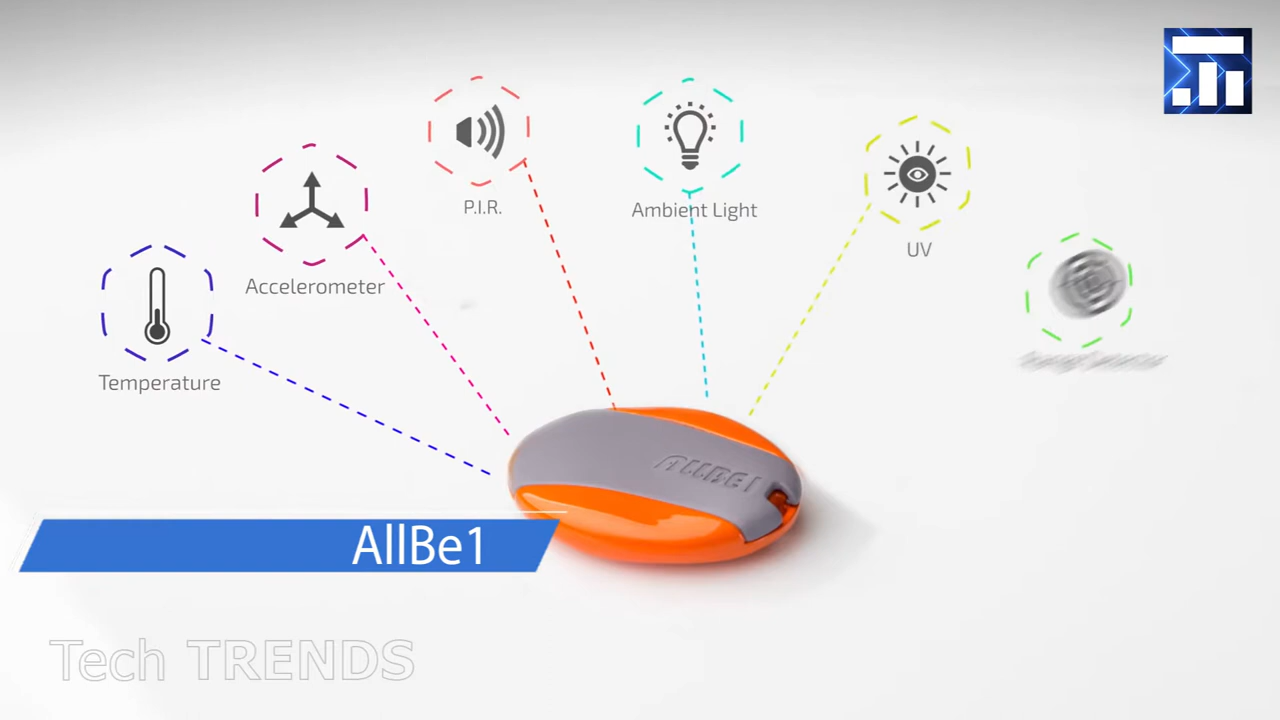 P.I.R.
Ambient Light
UV
Accelerometer
Temperature
ALLBE1
AllBe1
Tech TRENDS